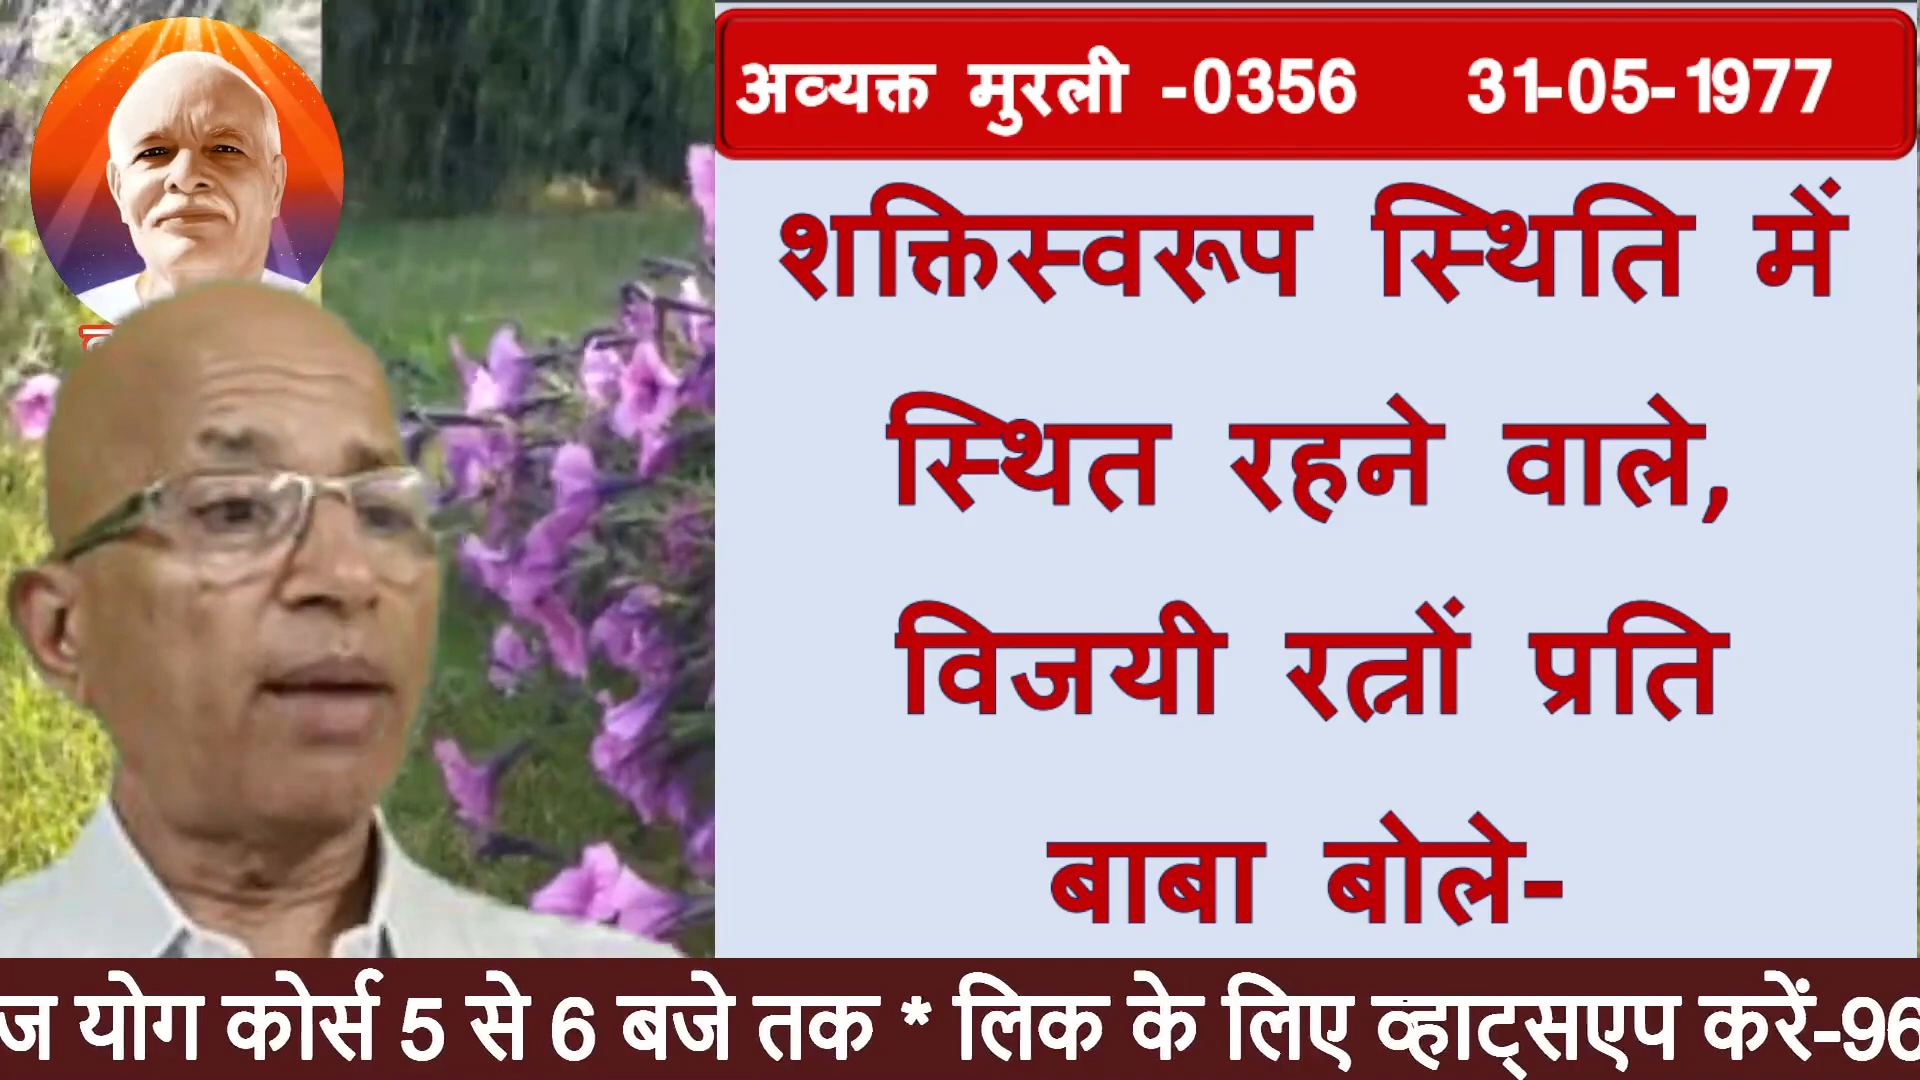 अव्यक्त मुरली -0356 31-05-1977
शक्तिस्वरूप स्थिति में
स्थित रहने वाले,
विजयी रत्नों प्रति
बाबा बोले-
ज योग कोर्स 5 से 6 बजे तक * लिक के लिए व्हाट्सएप करें-96